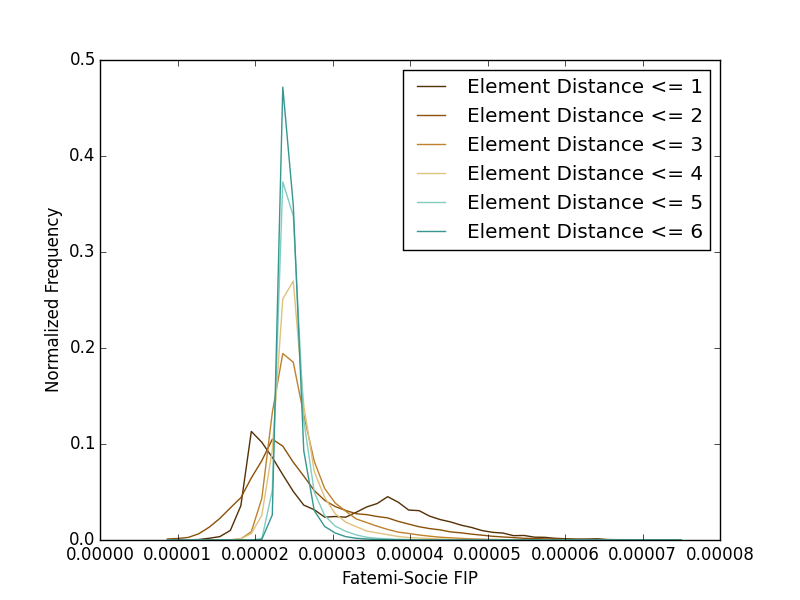 0.5
0.4
0.3
0.2
0.1
0.0
Normalized Frequency
Element Distance <= 1
Element Distance <= 2
Element Distance <= 3
Element Distance <= 4
Element Distance <= 5
Element Distance <= 6
0.00000 0.00001 0.00002 0.00003 0.00004 0.00005 0.00006 0.00007 0.00008
Fatemi-Socie FIP